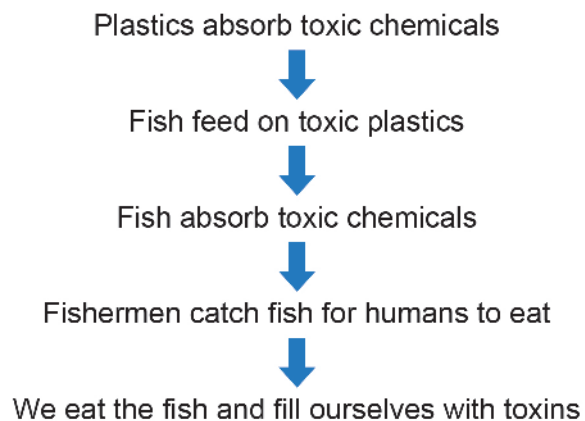 Plastics absorb toxic chemicals
Fish feed on toxic plastics
Fish absorb toxic chemicals
Fishermen catch fish for humans to eat
We eat the fish and fill ourselves with toxins